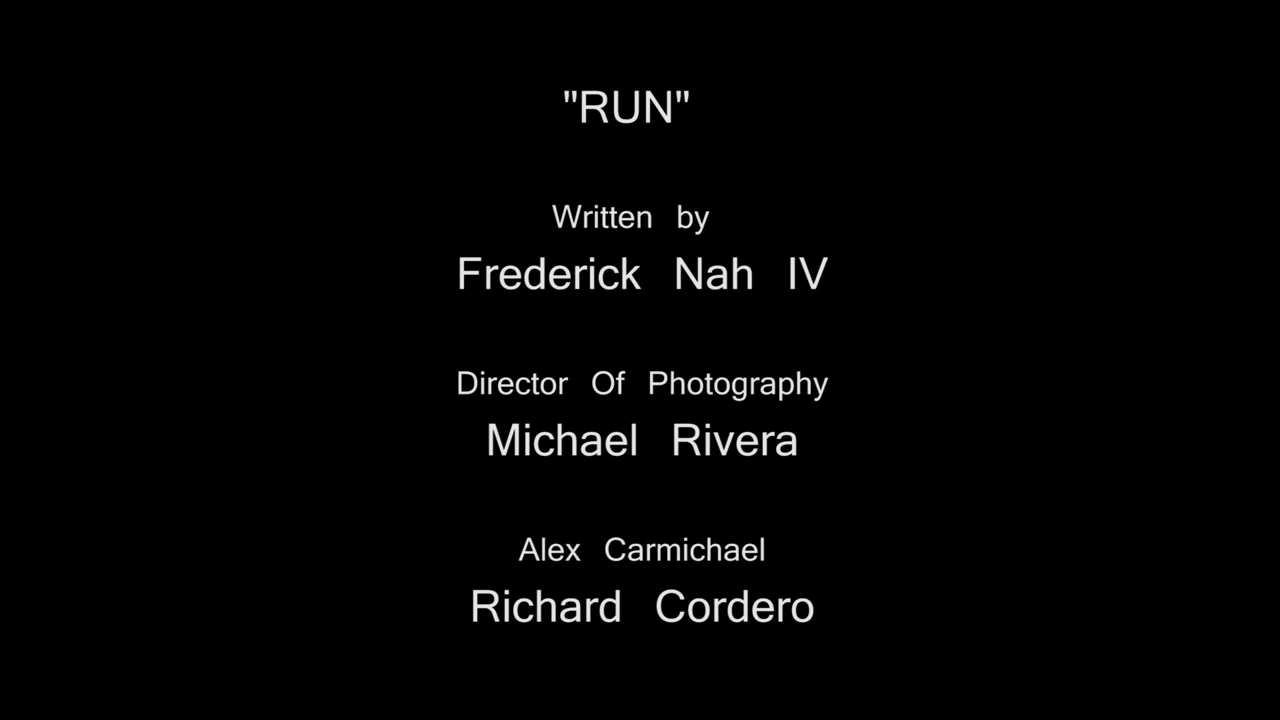 "RUN"
Written by
Frederick Nah IV
Director Of Photography
Michael Rivera
Alex Carmichael
Richard Cordero